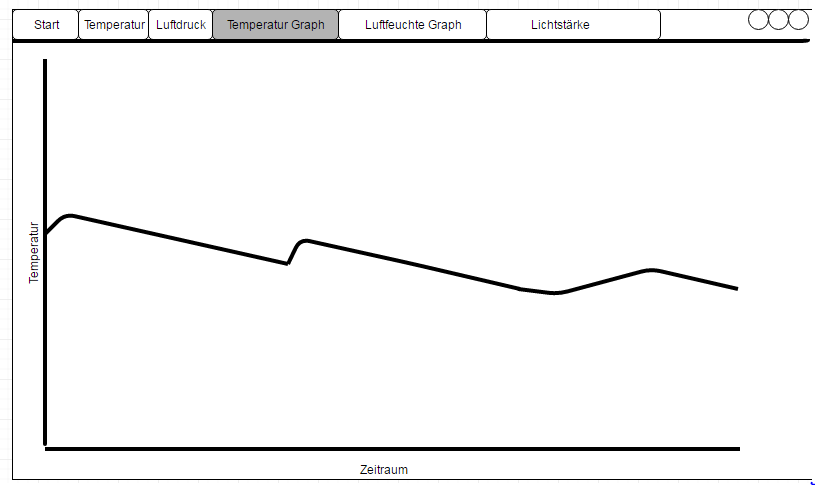 Start
Temperatur
Luftdruck
Temperatur Graph
Luftfeuchte Graph
Lichtstärke
Temperatur
Zeitraum